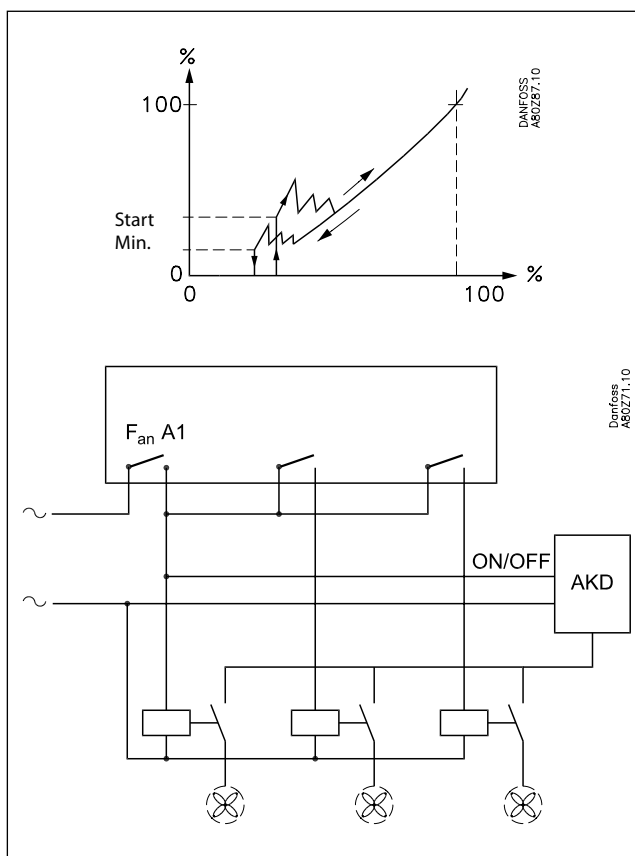 %
100
DANFOSS
A80Z87.10
Start
Min.
0
%
0
100
Danfoss
A80Z71.10
Fan A1
~
ON/OFF
AKD
~